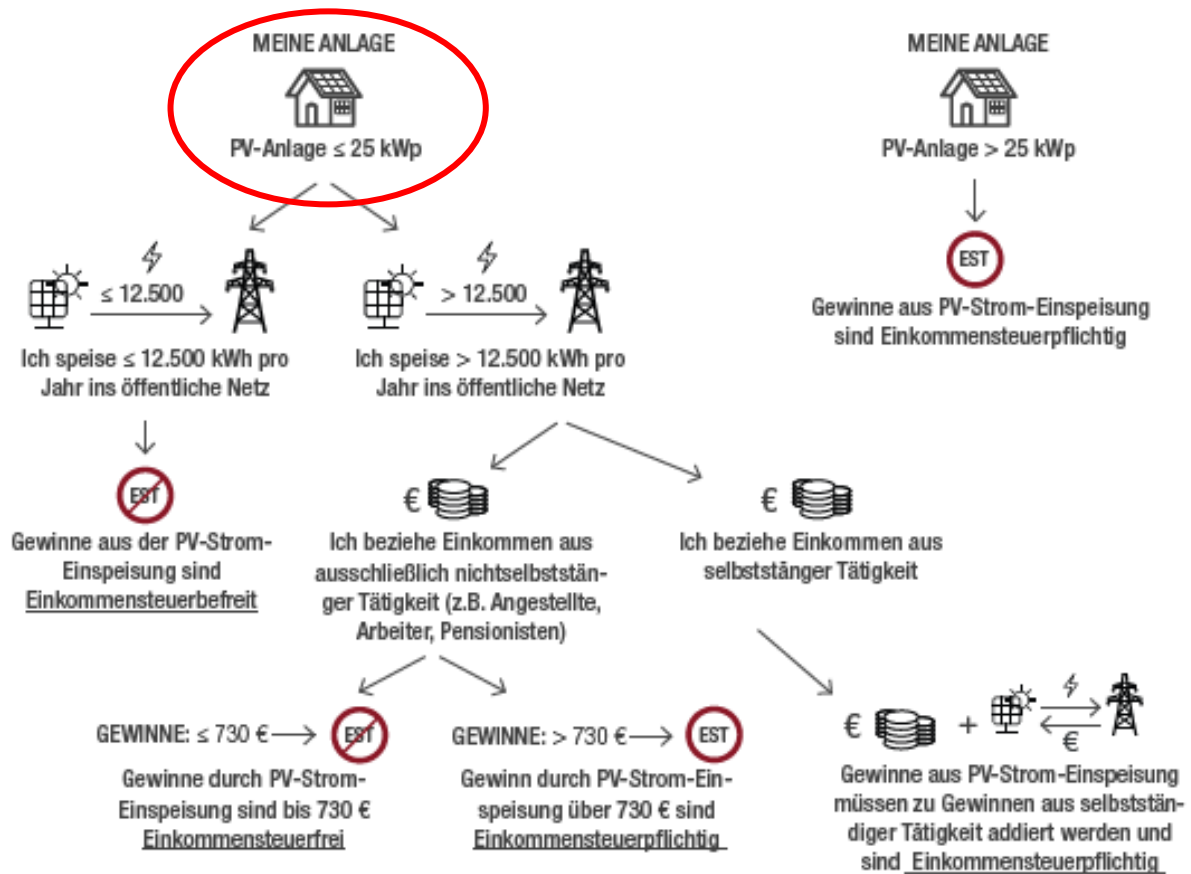 MEINE ANLAGE
PV-Anlage ≤ 25 kWp
MEINE ANLAGE
PV-Anlage > 25 kWp
EST
Gewinne aus PV-Strom-Einspeisung
sind Einkommensteuerpflichtig
≤ 12.500
Ich speise ≤ 12.500 kWh pro
Jahr ins öffentliche Netz
> 12.500
Ich speise > 12.500 kWh pro
Jahr ins öffentliche Netz
EST
Gewinne aus der PV-Strom-
Einspeisung sind
Einkommensteuerbefreit
€
Ich beziehe Einkommen aus
ausschließlich nichtselbststän-
ger Tätigkeit (z.B. Angestellte,
Arbeiter, Pensionisten)
€
Ich beziehe Einkommen aus
selbststänger Tätigkeit
GEWINNE: ≤ 730 €
EST
Gewinne durch PV-Strom-
Einspeisung sind bis 730 €
Einkommensteuerfrei
GEWINNE: > 730 €
EST
Gewinn durch PV-Strom-Ein-
speisung über 730 € sind
Einkommensteuerpflichtig
€ + €
Gewinne aus PV-Strom-Einspeisung
müssen zu Gewinnen aus selbststän-
diger Tätigkeit addiert werden und
sind Einkommensteuerpflichtig